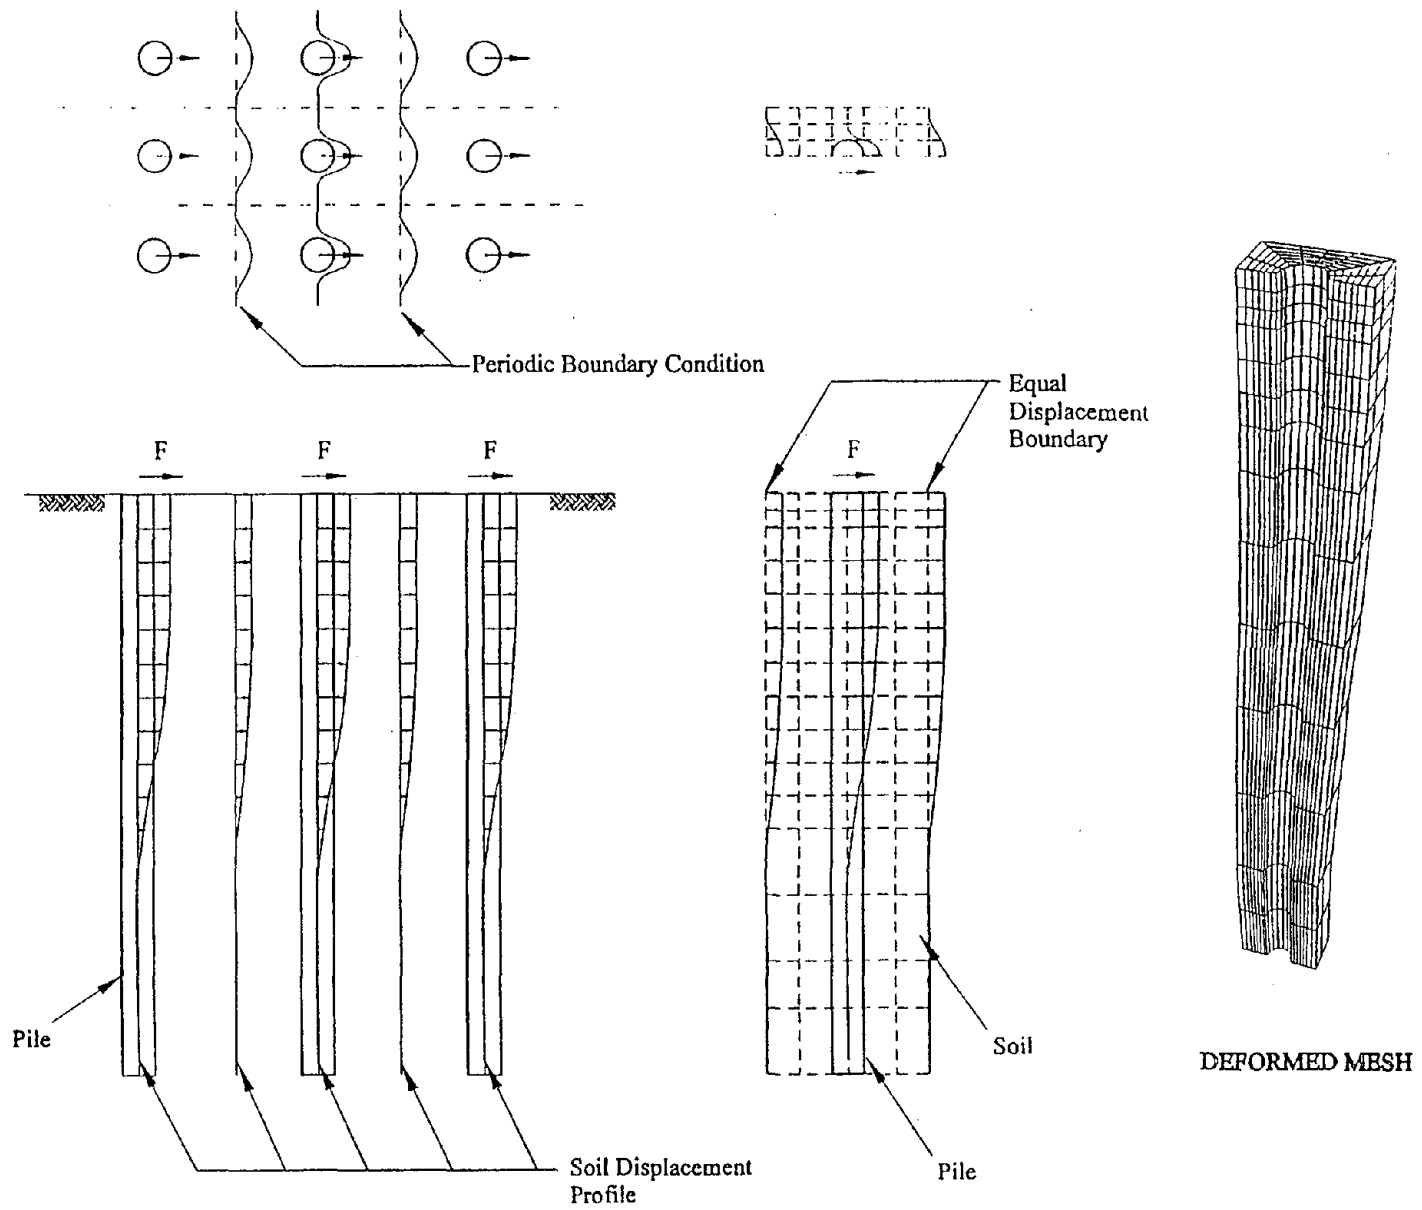 Periodic Boundary Condition
Equal
Displacement
Boundary
F
F
F
F
Pile
Soil
DEFORMED MESH
Pile
Soil Displacement
Profile